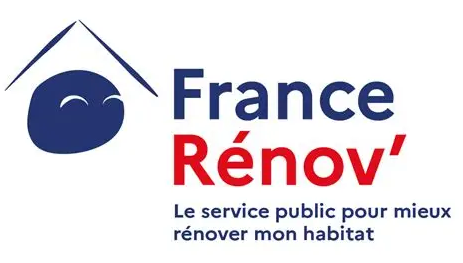 France
Rénov’
Le service public pour mieux
rénover mon habitat